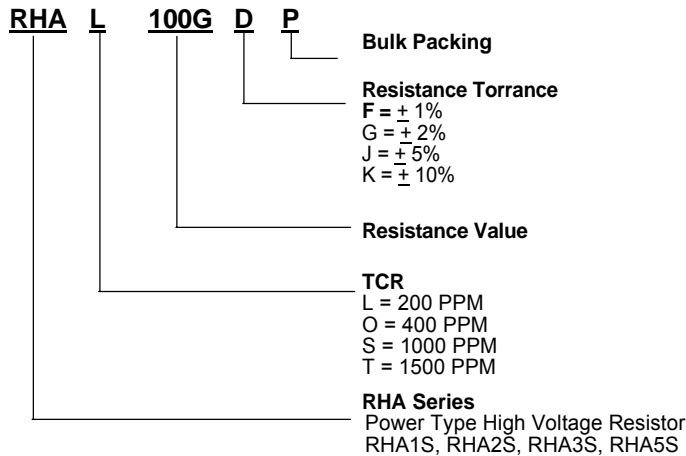 RHA L 100G D P
Bulk Packing
Resistance Torrance
F = ± 1%
G = ± 2%
J = ± 5%
K = ± 10%
Resistance Value
TCR
L = 200 PPM
O = 400 PPM
S = 1000 PPM
T = 1500 PPM
RHA Series
Power Type High Voltage Resistor
RHA1S, RHA2S, RHA3S, RHA5S